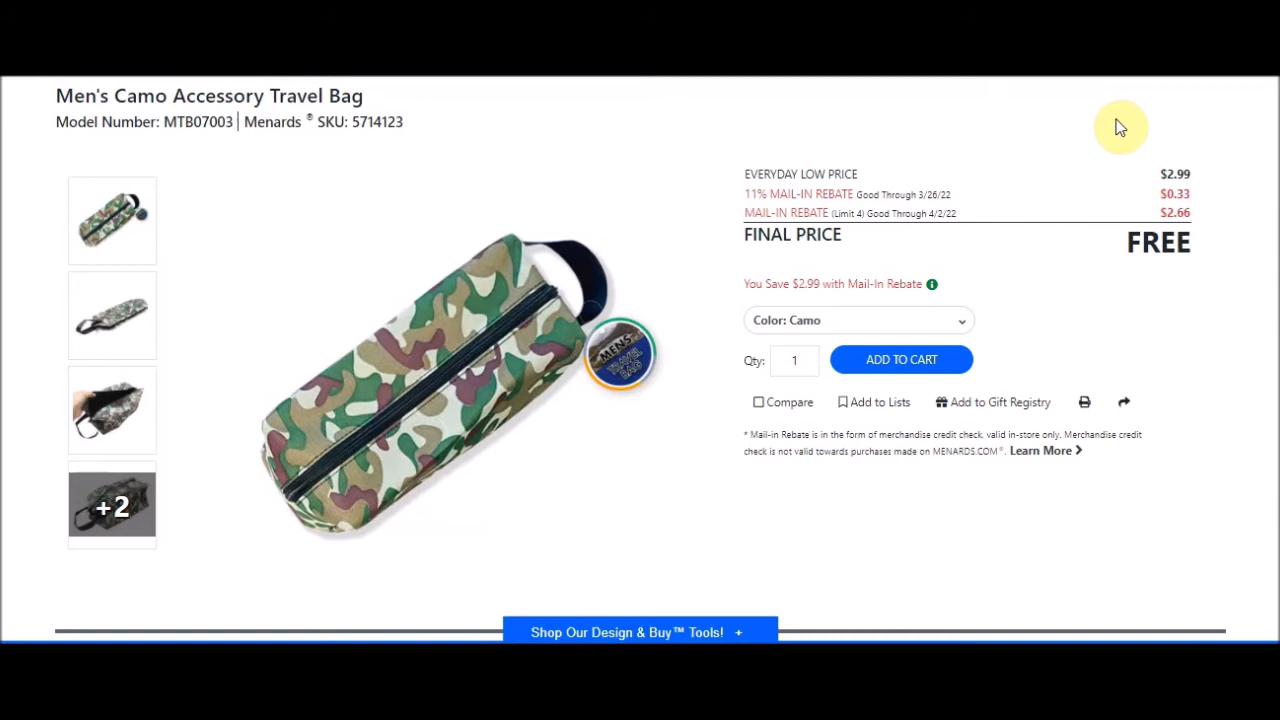 Men's Camo Accessory Travel Bag
Model Number: MTB07003 | Menards ® SKU: 5714123
EVERYDAY LOW PRICE $2.99
11% MAIL-IN REBATE Good Through 3/26/22 $0.33
MAIL-IN REBATE (Limit 4) Good Through 4/2/22 $2.66
FINAL PRICE FREE
You Save $2.99 with Mail-In Rebate
Color: Camo
MENS
TRAVEL
BAG
Qty: 1 ADD TO CART
Compare Add to Lists Add to Gift Registry
* Mail-in Rebate is in the form of merchandise credit check, valid in-store only. Merchandise credit
check is not valid towards purchases made on MENARDS.COM®. Learn More
+2
Shop Our Design & Buy™ Tools! +